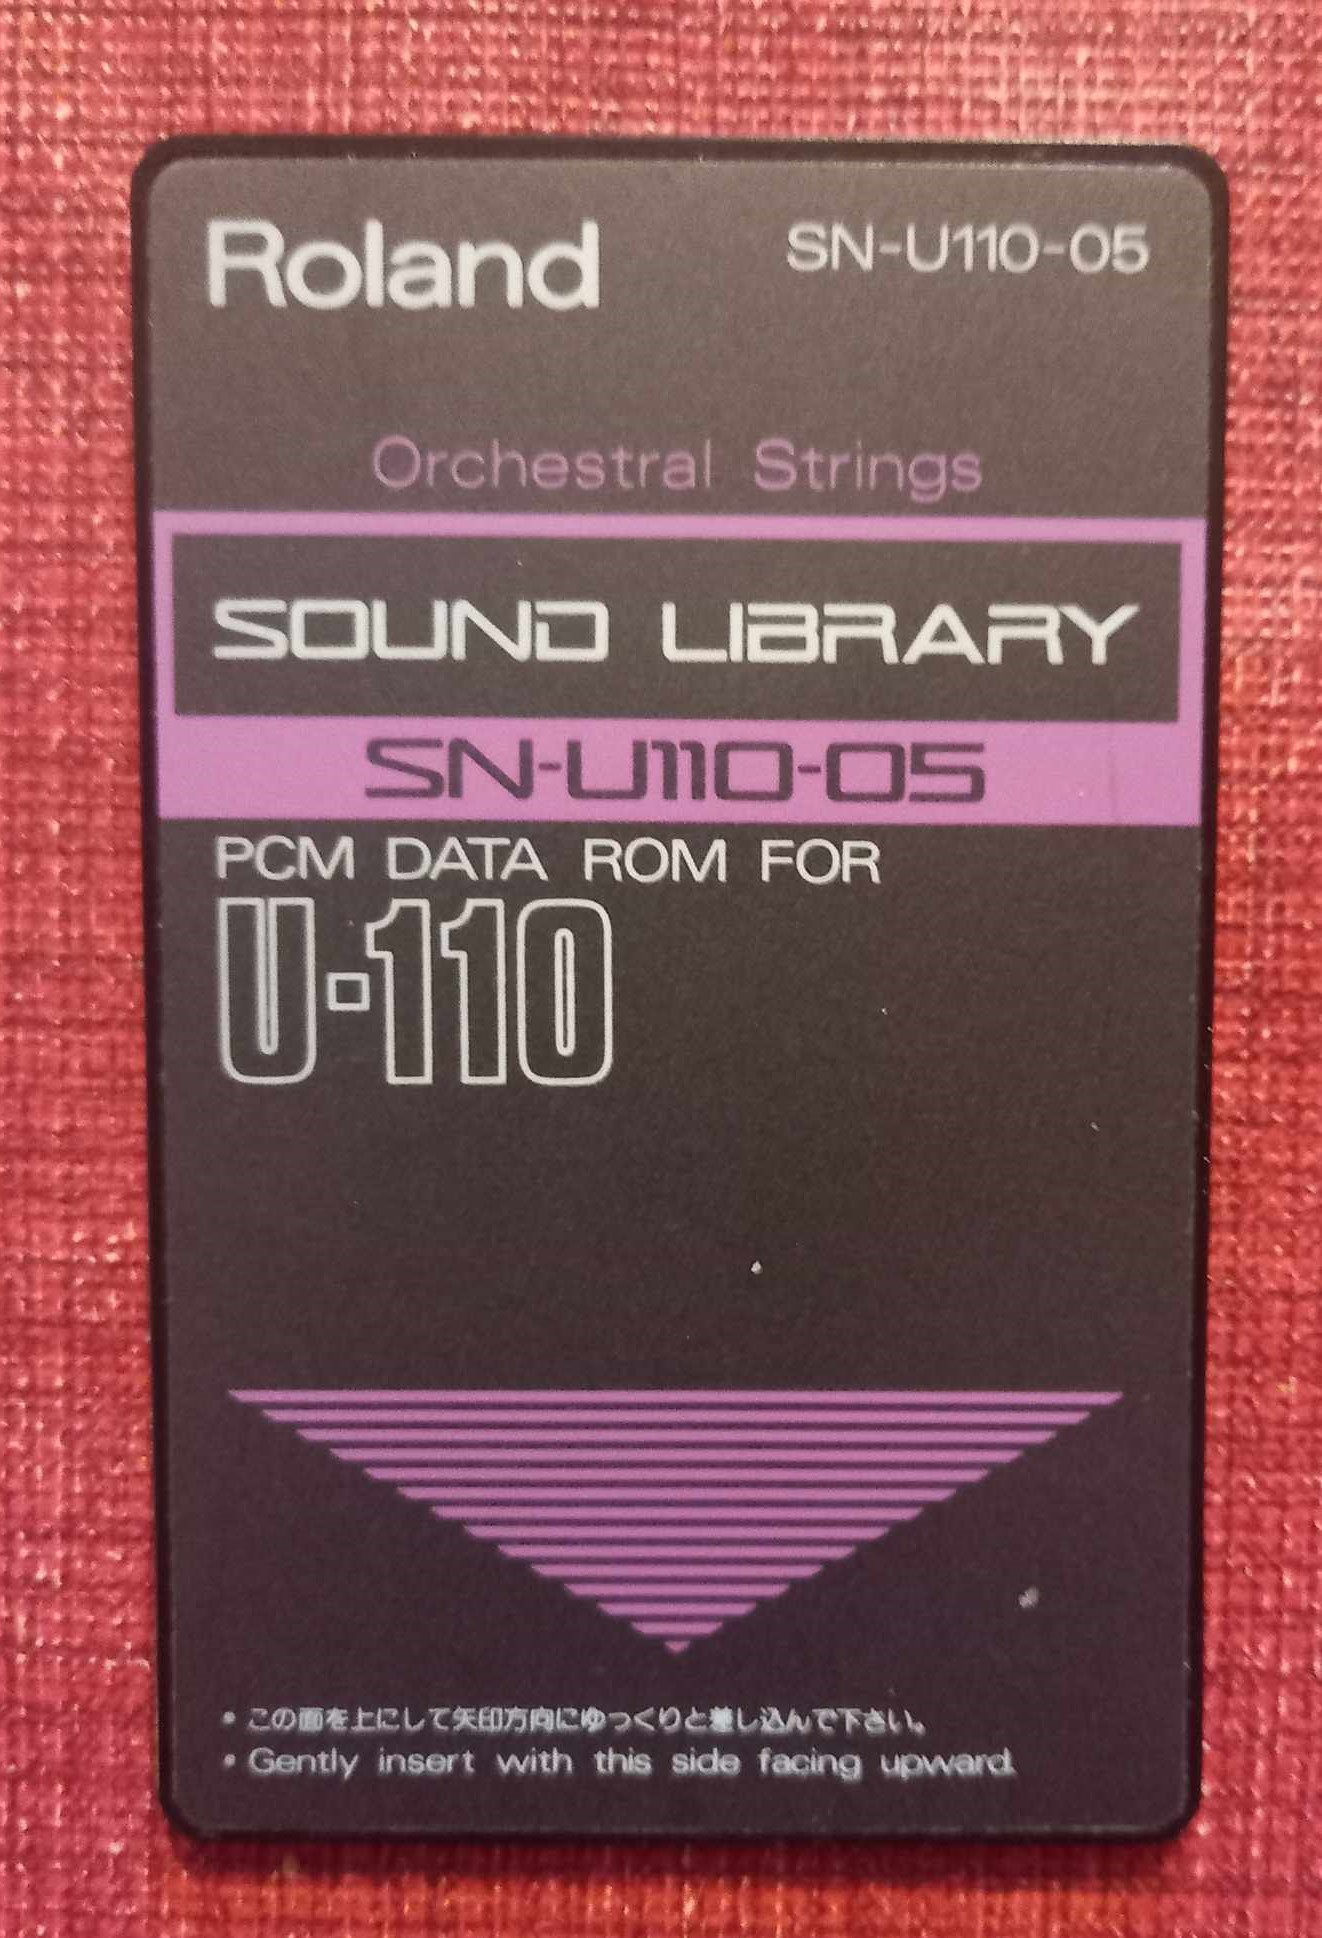 Roland
SN-U110-05
Orchestral Strings
SOUND LIBRARY
SN-U110-05
PCM DATA ROM FOR
U-110
• この面を上にして矢印方向にゆっくりと差し込んで下さい。
• Gently insert with this side facing upward.